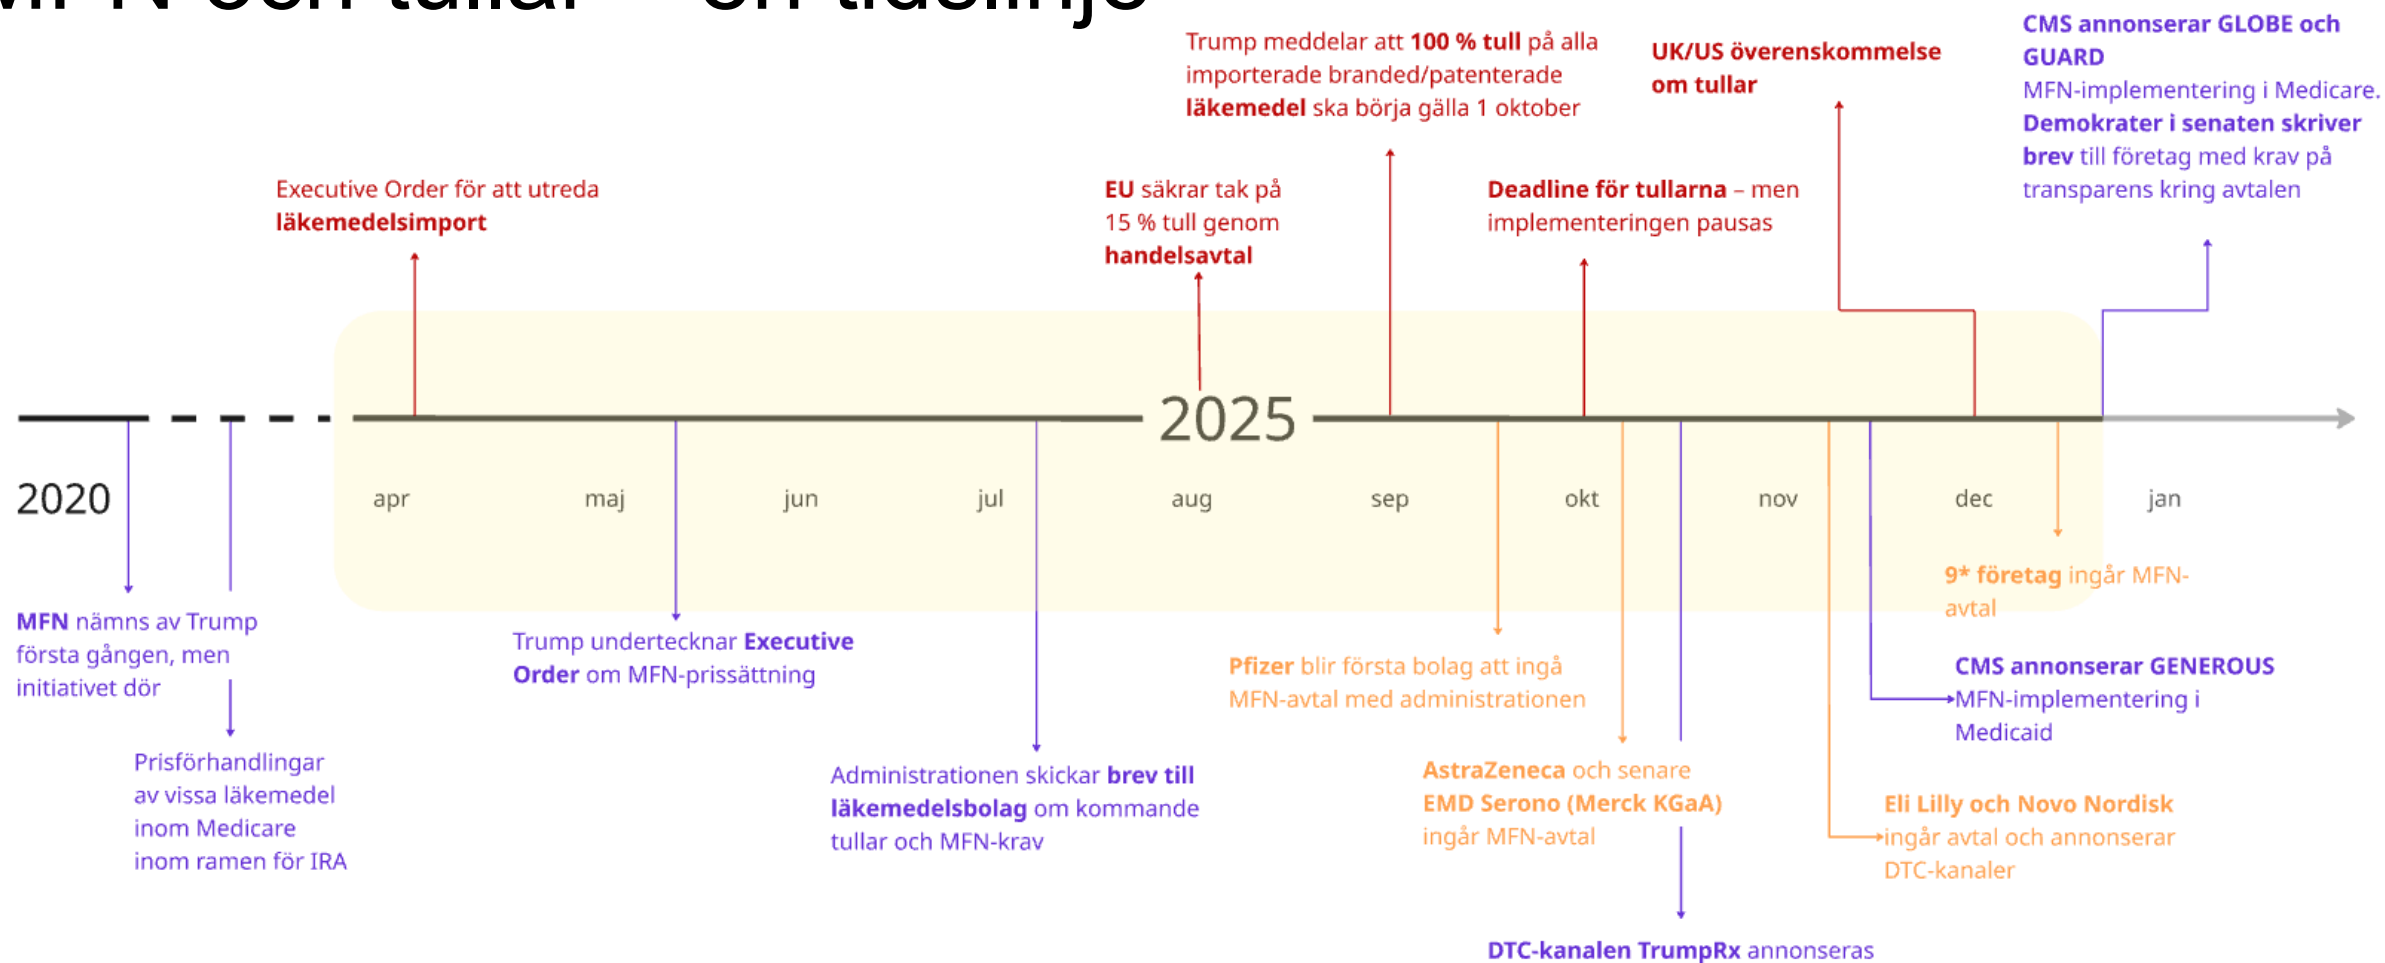 MFN och tullar – en tidslinje
Trump meddelar att 100 % tull på alla
importerade branded/patenterade
läkemedel ska börja gälla 1 oktober
UK/US överenskommelse
om tullar
CMS annonserar GLOBE och
GUARD
MFN-implementering i Medicare.
Demokrater i senaten skriver
brev till företag med krav på
transparens kring avtalen
Executive Order för att utreda
läkemedelsimport
EU säkrar tak på
15 % tull genom
handelsavtal
Deadline för tullarna – men
implementeringen pausas
2025
2020
apr
maj
jun
jul
aug
sep
okt
nov
dec
jan
MFN nämns av Trump
första gången, men
initiativet dör
Prisförhandlingar
av vissa läkemedel
inom Medicare
inom ramen för IRA
Trump undertecknar Executive
Order om MFN-prissättning
Administrationen skickar brev till
läkemedelsbolag om kommande
tullar och MFN-krav
Pfizer blir första bolag att ingå
MFN-avtal med administrationen
AstraZeneca och senare
EMD Serono (Merck KGaA)
ingår MFN-avtal
DTC-kanalen TrumpRx annonseras
9* företag ingår MFN-
avtal
CMS annonserar GENEROUS
MFN-implementering i
Medicaid
Eli Lilly och Novo Nordisk
ingår avtal och annonserar
DTC-kanaler